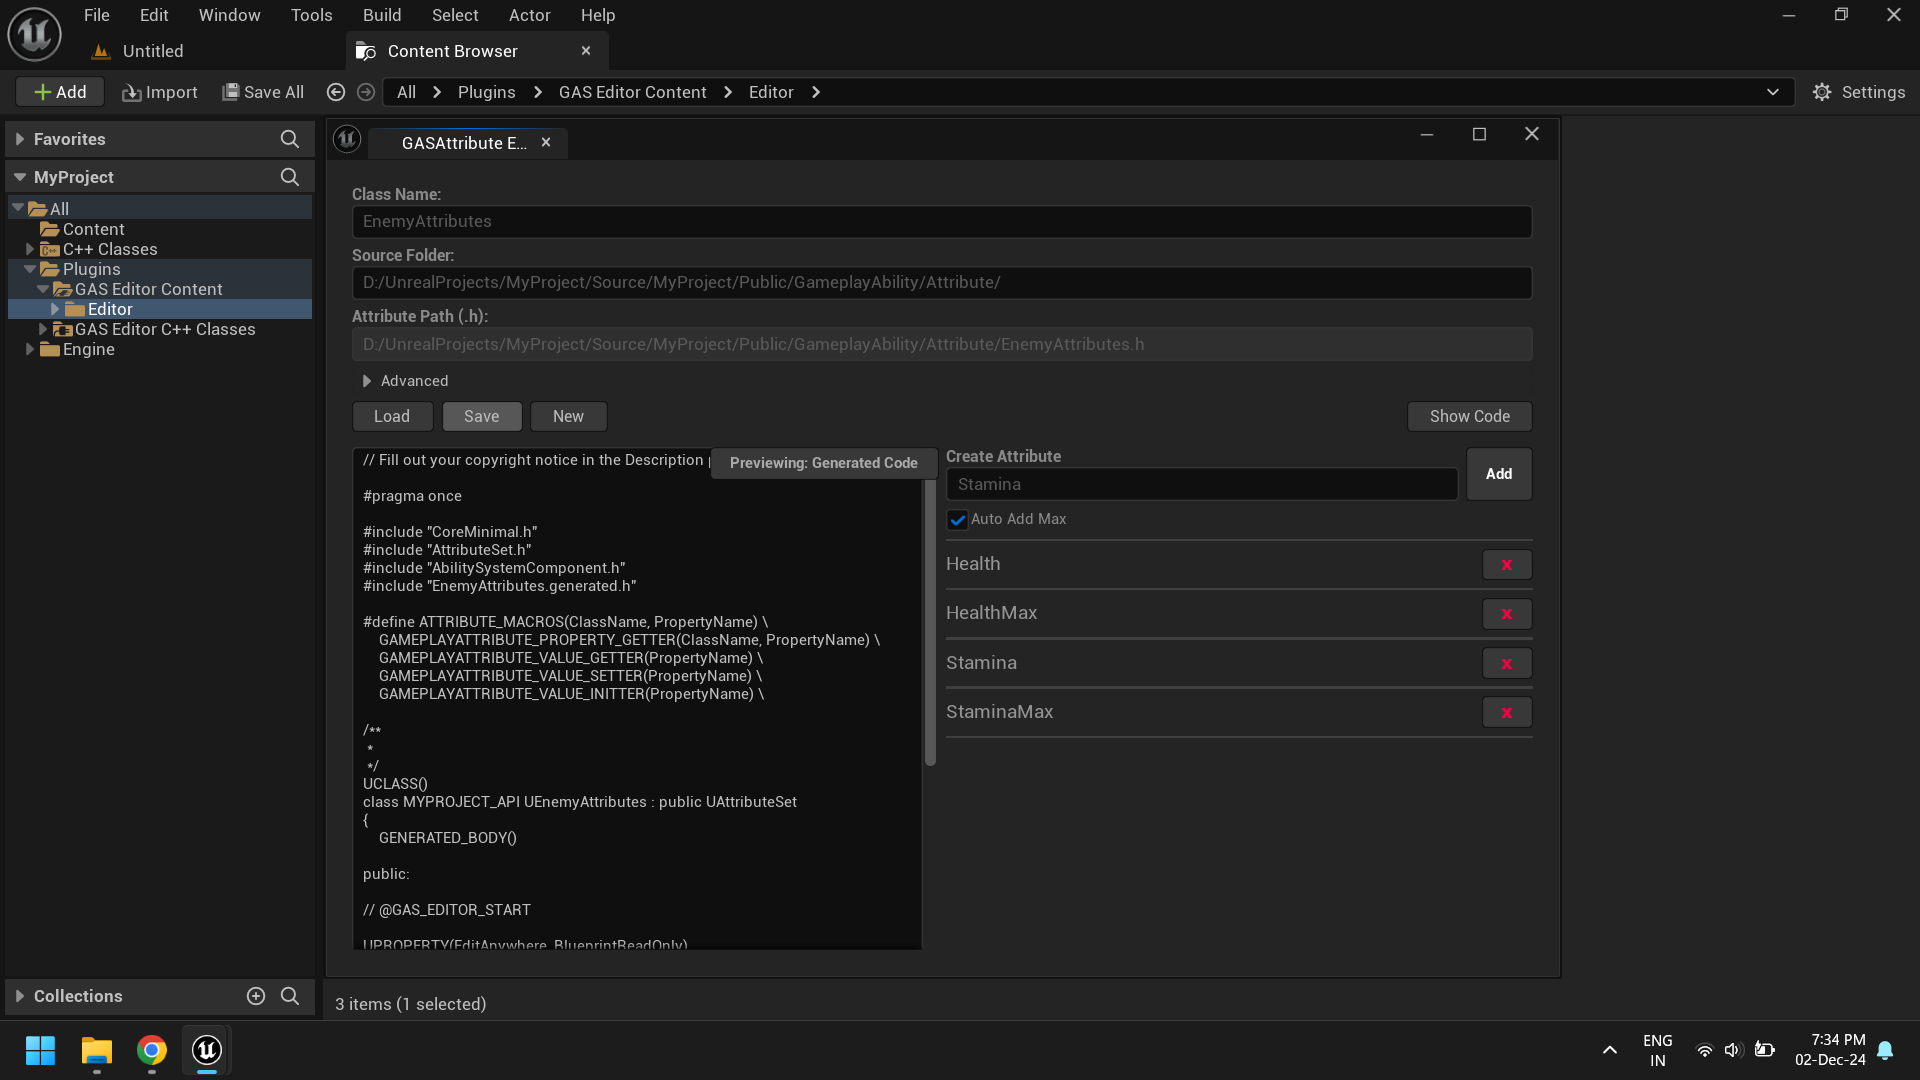 File Edit Window Tools Build Select Actor Help
Untitled
Content Browser
Add Import Save All All Plugins GAS Editor Content Editor Settings
Favorites
MyProject
All
Content
C++ Classes
Plugins
GAS Editor Content
Editor
GAS Editor C++ Classes
Engine
Collections
GASAttribute E...
Class Name:
EnemyAttributes
Source Folder:
D:/UnrealProjects/MyProject/Source/MyProject/Public/GameplayAbility/Attribute/
Attribute Path (.h):
D:/UnrealProjects/MyProject/Source/MyProject/Public/GameplayAbility/Attribute/EnemyAttributes.h
Advanced
Load Save New Show Code
// Fill out your copyright notice in the Description
Previewing: Generated Code
#pragma once
#include "CoreMinimal.h"
#include "AttributeSet.h"
#include "AbilitySystemComponent.h"
#include "EnemyAttributes.generated.h"
#define ATTRIBUTE_MACROS(ClassName, PropertyName) \
GAMEPLAYATTRIBUTE_PROPERTY_GETTER(ClassName, PropertyName) \
GAMEPLAYATTRIBUTE_VALUE_GETTER(PropertyName) \
GAMEPLAYATTRIBUTE_VALUE_SETTER(PropertyName) \
GAMEPLAYATTRIBUTE_VALUE_INITTER(PropertyName) \
/**
*
*/
UCLASS()
class MYPROJECT_API UEnemyAttributes : public UAttributeSet
{
GENERATED_BODY()
public:
// @GAS_EDITOR_START
UPROPERTY(EditAnywhere, BlueprintReadOnly)
Create Attribute
Stamina
Add
Auto Add Max
Health x
HealthMax x
Stamina x
StaminaMax x
3 items (1 selected)
ENG
IN
7:34 PM
02-Dec-24